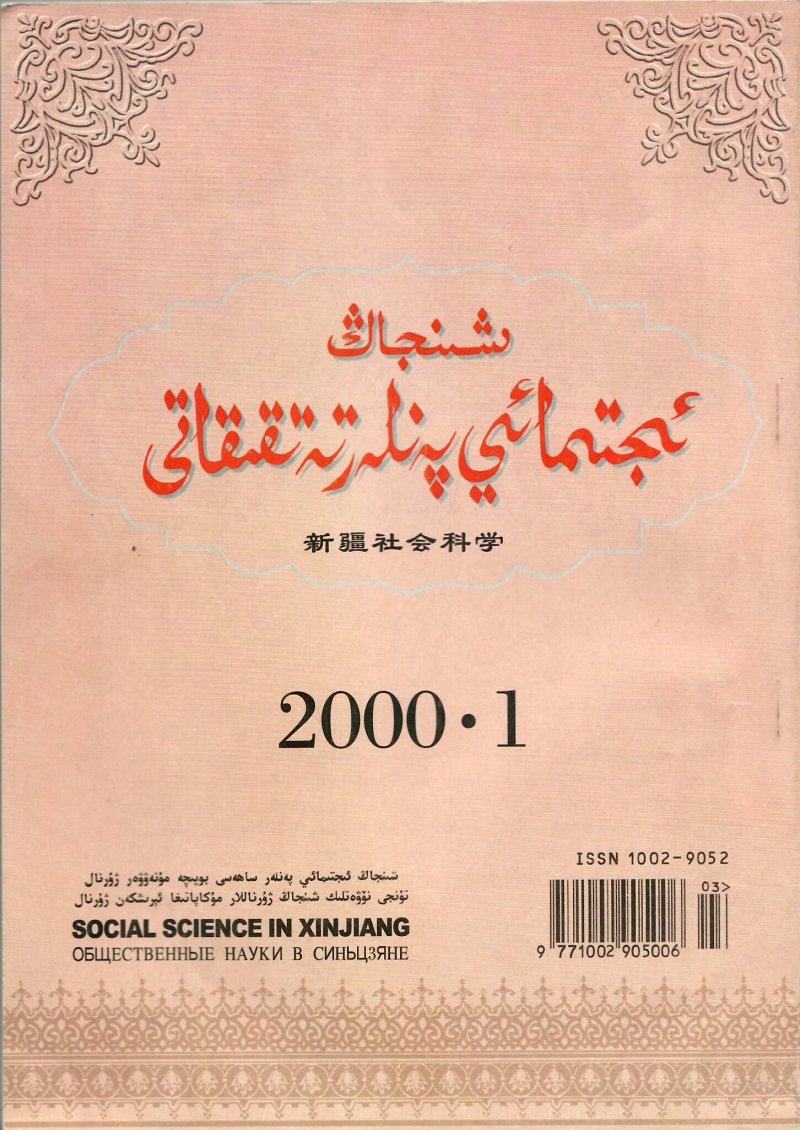 شىنجاڭ
ئىجتىمائىي پەنلەر تەتقىقاتى
新疆社会科学
2000·1
ISSN 1002-9052
03>
9 771002 905006
شىنجاڭ ئىجتىمائىي پەنلەر ساھەسى بويىچە مۇنەۋۋەر ژۇرنال
تۇنجى نۆۋەتلىك شىنجاڭ ژۇرناللار مۇكاپاتىغا ئېرىشكەن ژۇرنال
SOCIAL SCIENCE IN XINJIANG
ОБЩЕСТВЕННЫЕ НАУКИ В СИНЬЦЗЯНЕ